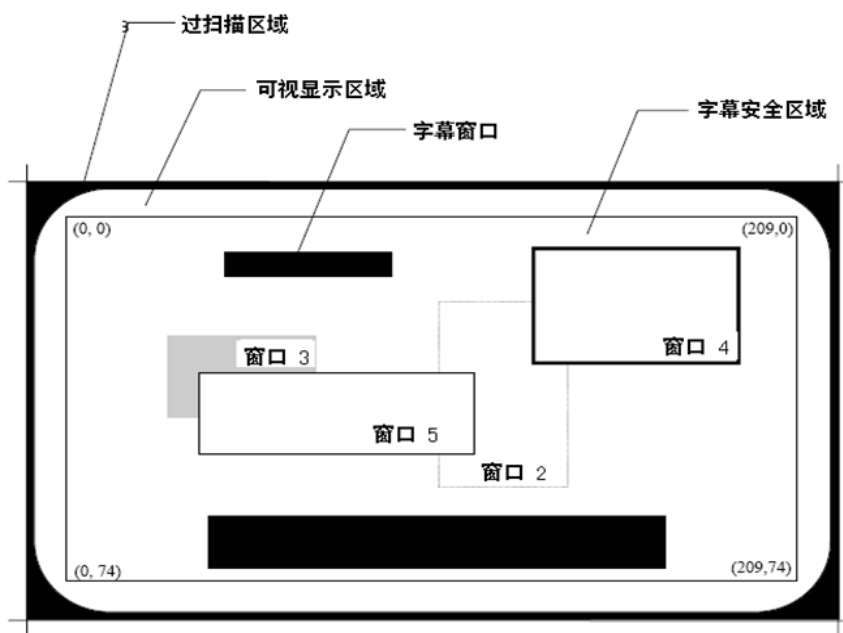 过扫描区域
可视显示区域
字幕窗口
字幕安全区域
(0, 0)
(209,0)
窗口 4
窗口 3
窗口 5
窗口 2
(0, 74)
(209,74)